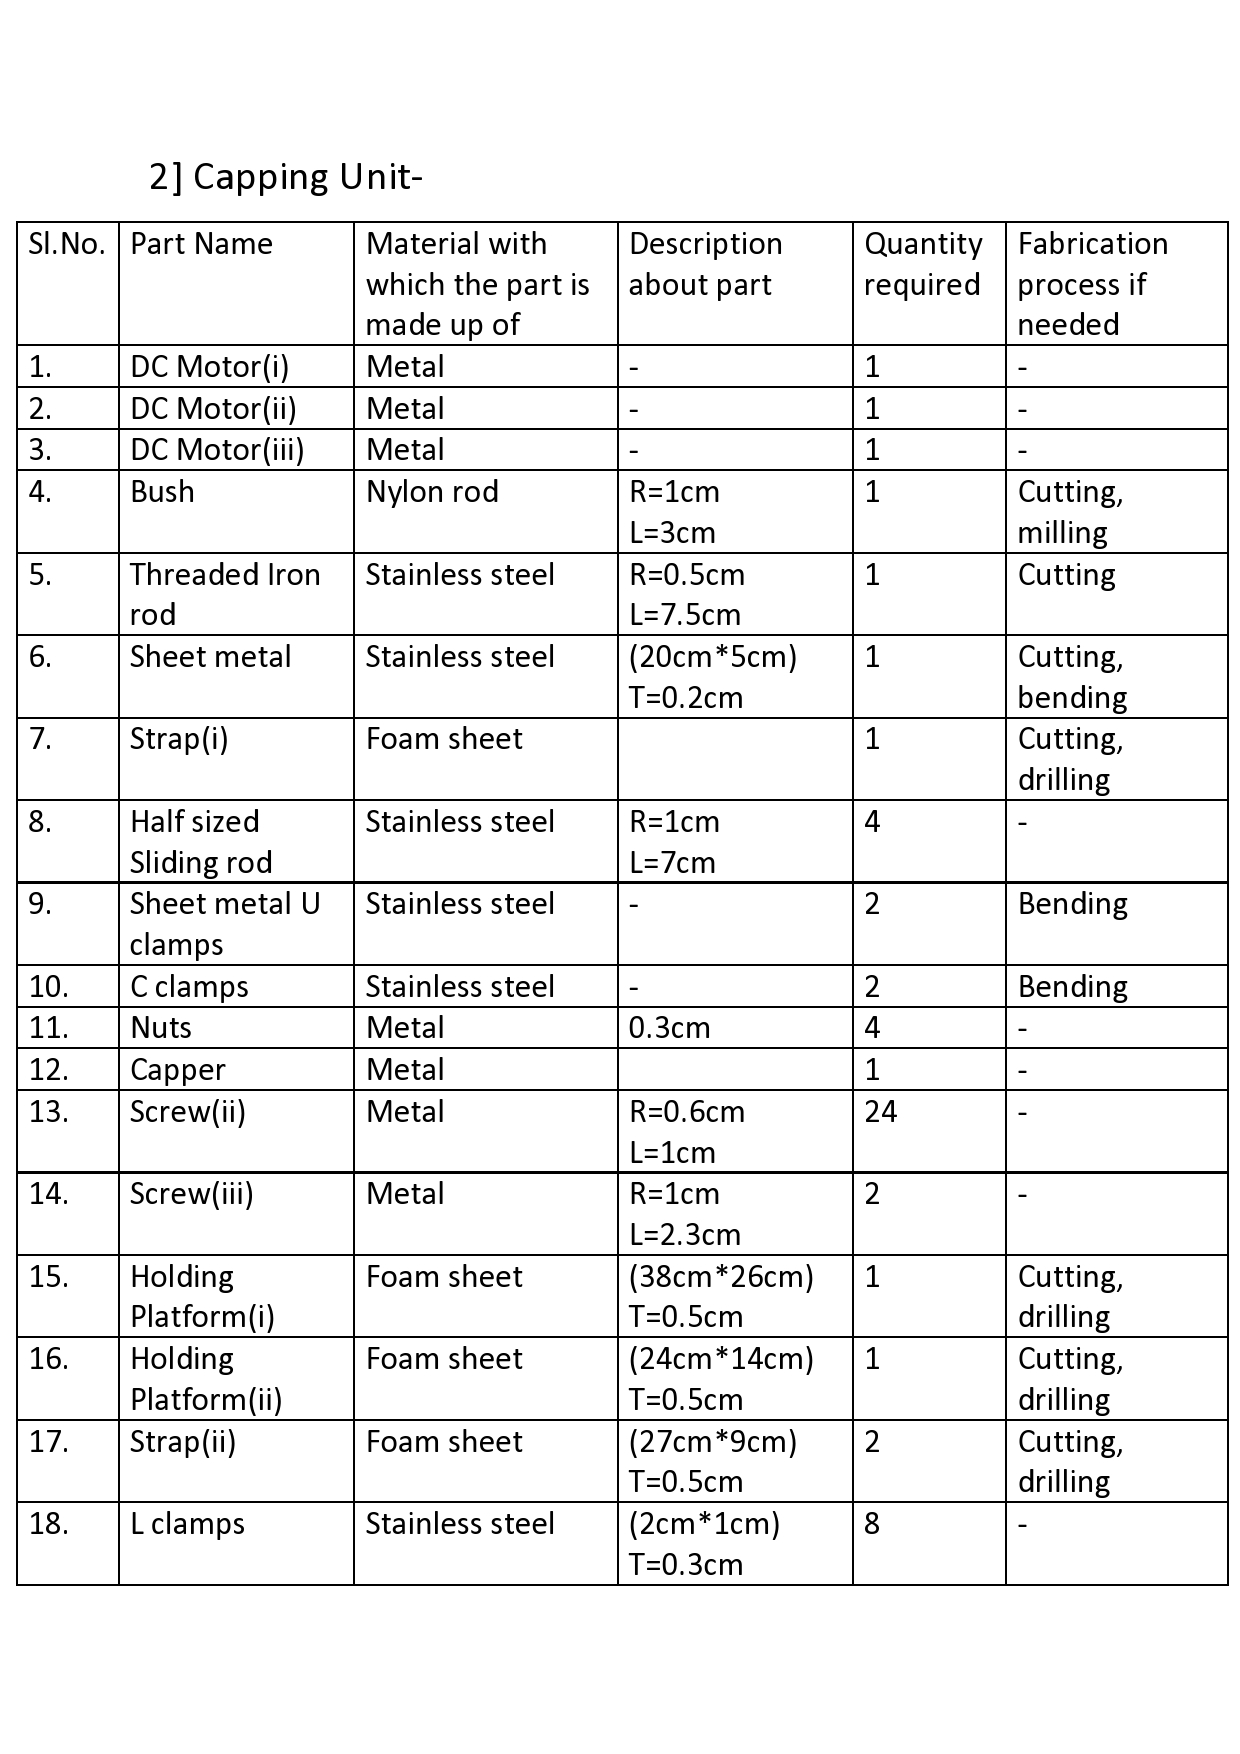 2] Capping Unit-
Sl.No. Part Name Material with Description Quantity Fabrication
which the part is about part required process if
made up of needed
1. DC Motor(i) Metal - 1 -
2. DC Motor(ii) Metal - 1 -
3. DC Motor(iii) Metal - 1 -
4. Bush Nylon rod R=1cm 1 Cutting,
L=3cm milling
5. Threaded Iron Stainless steel R=0.5cm 1 Cutting
rod L=7.5cm
6. Sheet metal Stainless steel (20cm*5cm) 1 Cutting,
T=0.2cm bending
7. Strap(i) Foam sheet 1 Cutting,
drilling
8. Half sized Stainless steel R=1cm 4 -
Sliding rod L=7cm
9. Sheet metal U Stainless steel - 2 Bending
clamps
10. C clamps Stainless steel - 2 Bending
11. Nuts Metal 0.3cm 4 -
12. Capper Metal 1 -
13. Screw(ii) Metal R=0.6cm 24 -
L=1cm
14. Screw(iii) Metal R=1cm 2 -
L=2.3cm
15. Holding Foam sheet (38cm*26cm) 1 Cutting,
Platform(i) T=0.5cm drilling
16. Holding Foam sheet (24cm*14cm) 1 Cutting,
Platform(ii) T=0.5cm drilling
17. Strap(ii) Foam sheet (27cm*9cm) 2 Cutting,
T=0.5cm drilling
18. L clamps Stainless steel (2cm*1cm) 8 -
T=0.3cm